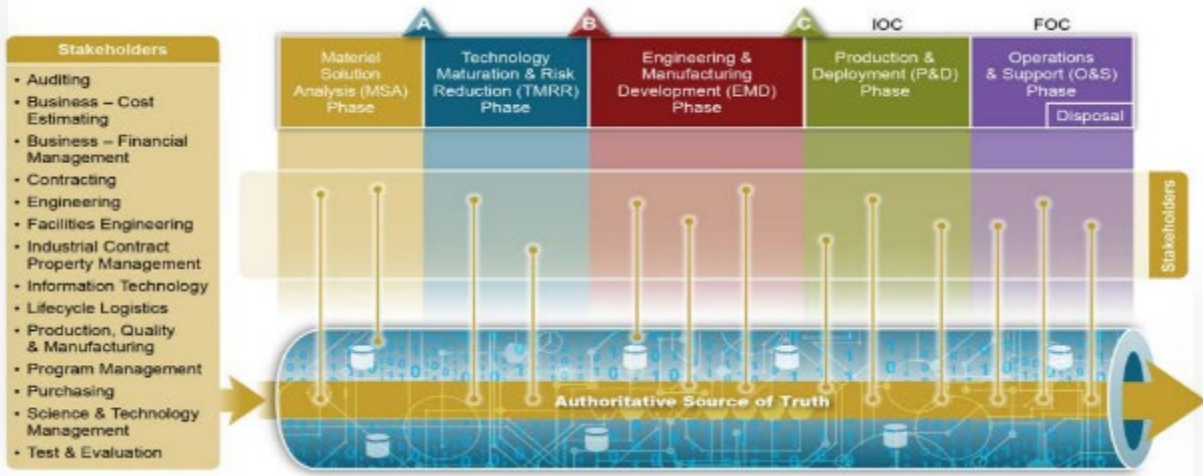 Stakeholders
• Auditing
• Business – Cost
Estimating
• Business – Financial
Management
• Contracting
• Engineering
• Facilities Engineering
• Industrial Contract
Property Management
• Information Technology
• Lifecycle Logistics
• Production, Quality
& Manufacturing
• Program Management
• Purchasing
• Science & Technology
Management
• Test & Evaluation
A
B
C
IOC
FOC
Materiel
Solution
Analysis (MSA)
Phase
Technology
Maturation & Risk
Reduction (TMRR)
Phase
Engineering &
Manufacturing
Development (EMD)
Phase
Production &
Deployment (P&D)
Phase
Operations
& Support (O&S)
Phase
Disposal
Stakeholders
Authoritative Source of Truth